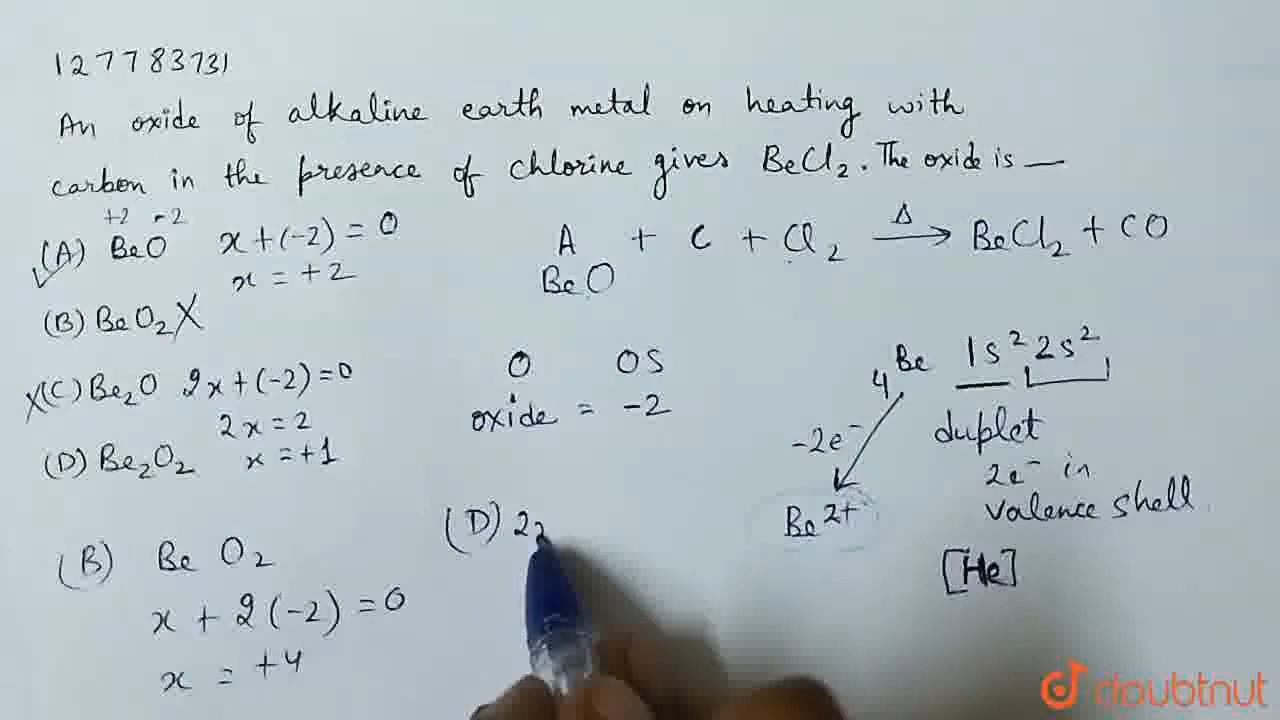 127783731
An oxide of alkaline earth metal on heating with
carbon in the presence of chlorine gives BeCl₂. The oxide is —
+2 -2
(A) BeO x+(-2)=0
x = +2
A + C + Cl₂ Δ→ BeCl₂ + CO
BeO
(B) BeO₂ X
X(C) Be₂O 2x+(-2)=0
2x = 2
(D) Be₂O₂ x = +1
O OS
oxide = -2
₄Be 1s² 2s²
-2e⁻
Be²⁺
duplet
2e⁻ in
valence shell.
[He]
(B) BeO₂
x + 2(-2) = 0
x = +4
(D) 2
doubtnut